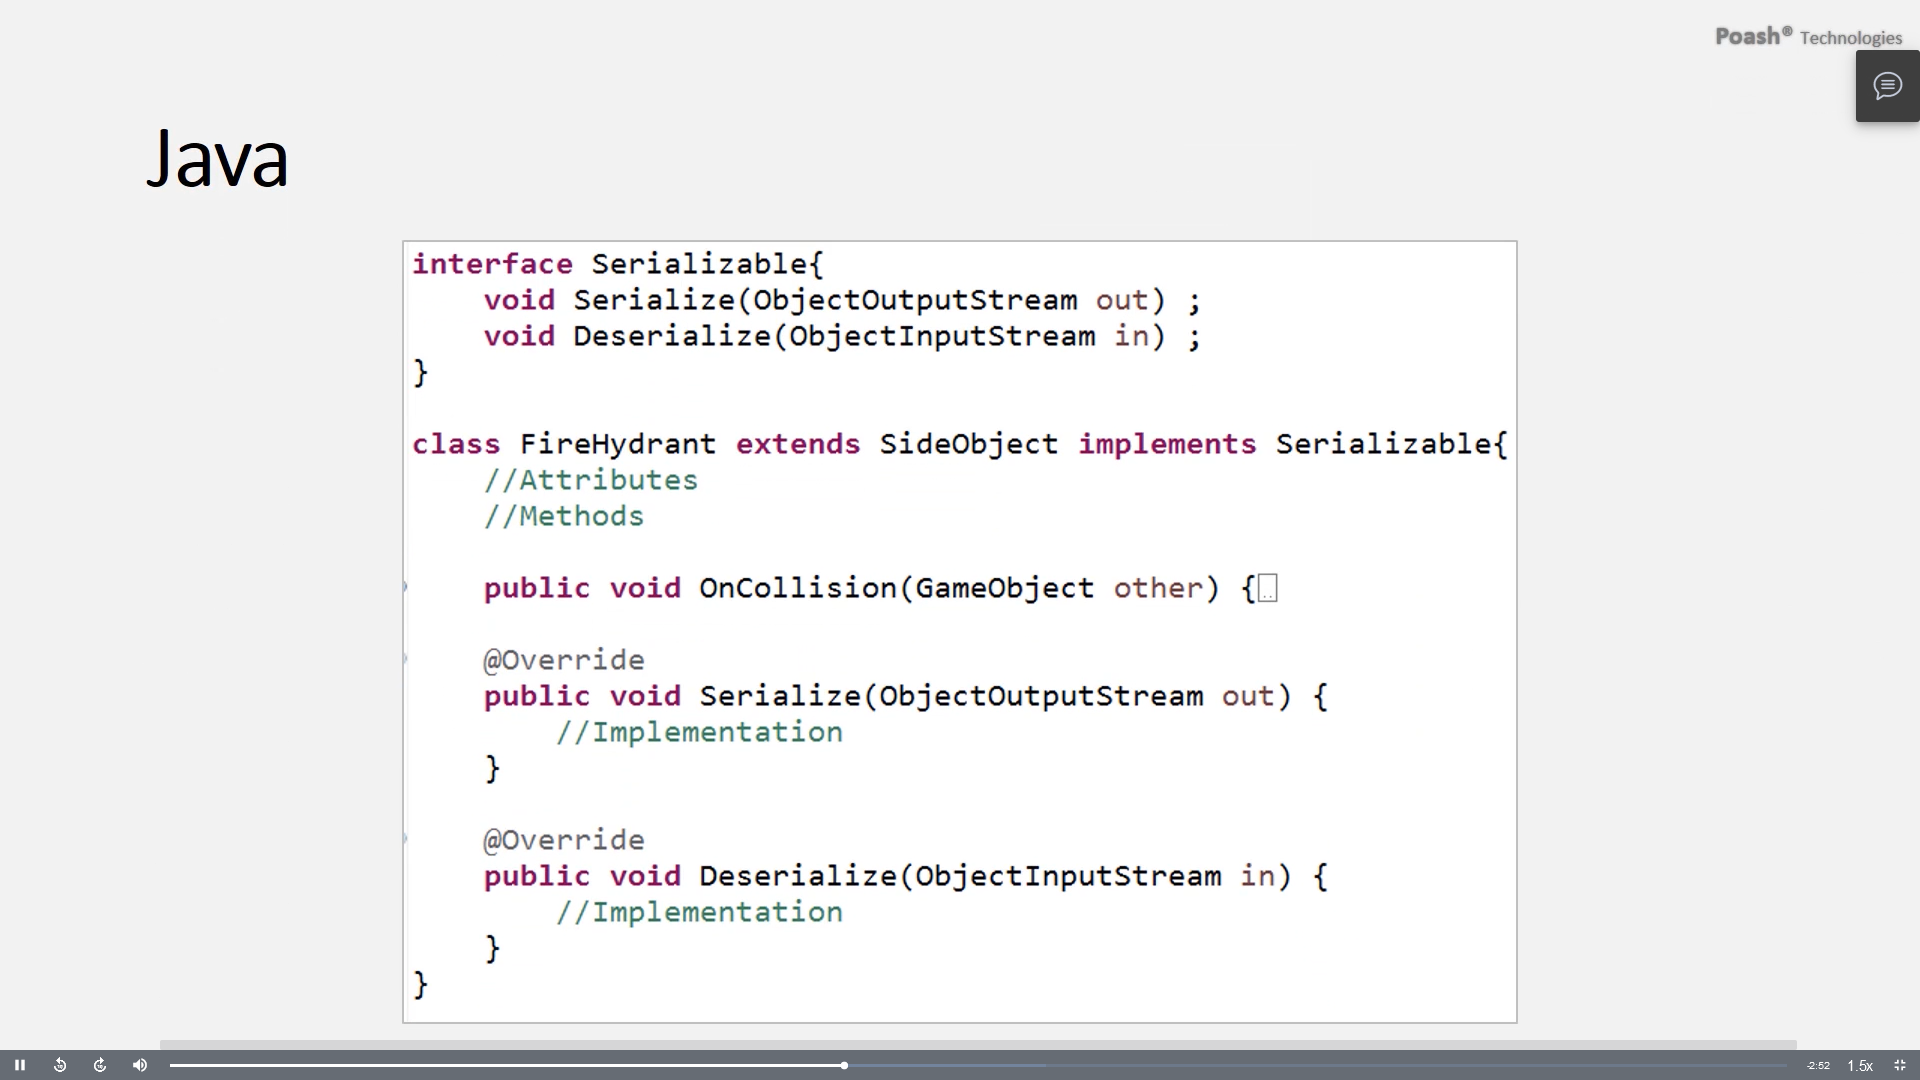 Poash® Technologies
Java
interface Serializable{
    void Serialize(ObjectOutputStream out) ;
    void Deserialize(ObjectInputStream in) ;
}
class FireHydrant extends SideObject implements Serializable{
    //Attributes
    //Methods
    public void OnCollision(GameObject other) {..
    @Override
    public void Serialize(ObjectOutputStream out) {
        //Implementation
    }
    @Override
    public void Deserialize(ObjectInputStream in) {
        //Implementation
    }
}
-2:52 1.5x